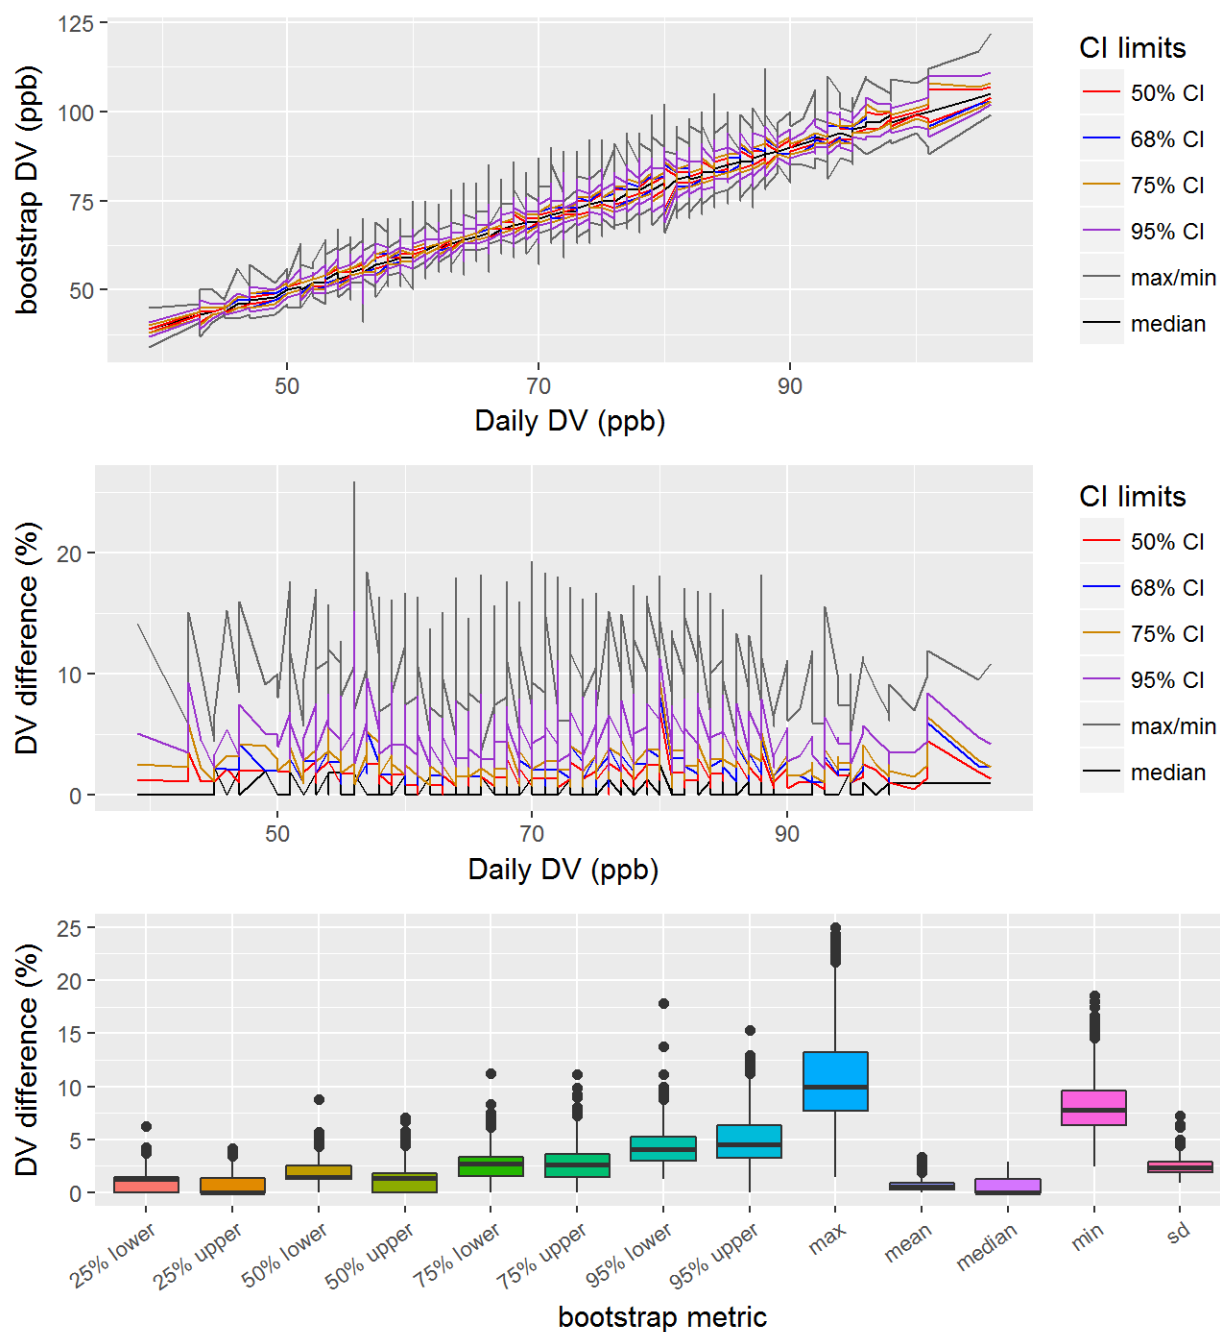 125
100
75
50
bootstrap DV (ppb)
50
70
90
Daily DV (ppb)
CI limits
50% CI
68% CI
75% CI
95% CI
max/min
median
20
10
0
DV difference (%)
50
70
90
Daily DV (ppb)
CI limits
50% CI
68% CI
75% CI
95% CI
max/min
median
25
20
15
10
5
0
DV difference (%)
25% lower
25% upper
50% lower
50% upper
75% lower
75% upper
95% lower
95% upper
max
mean
median
min
sd
bootstrap metric